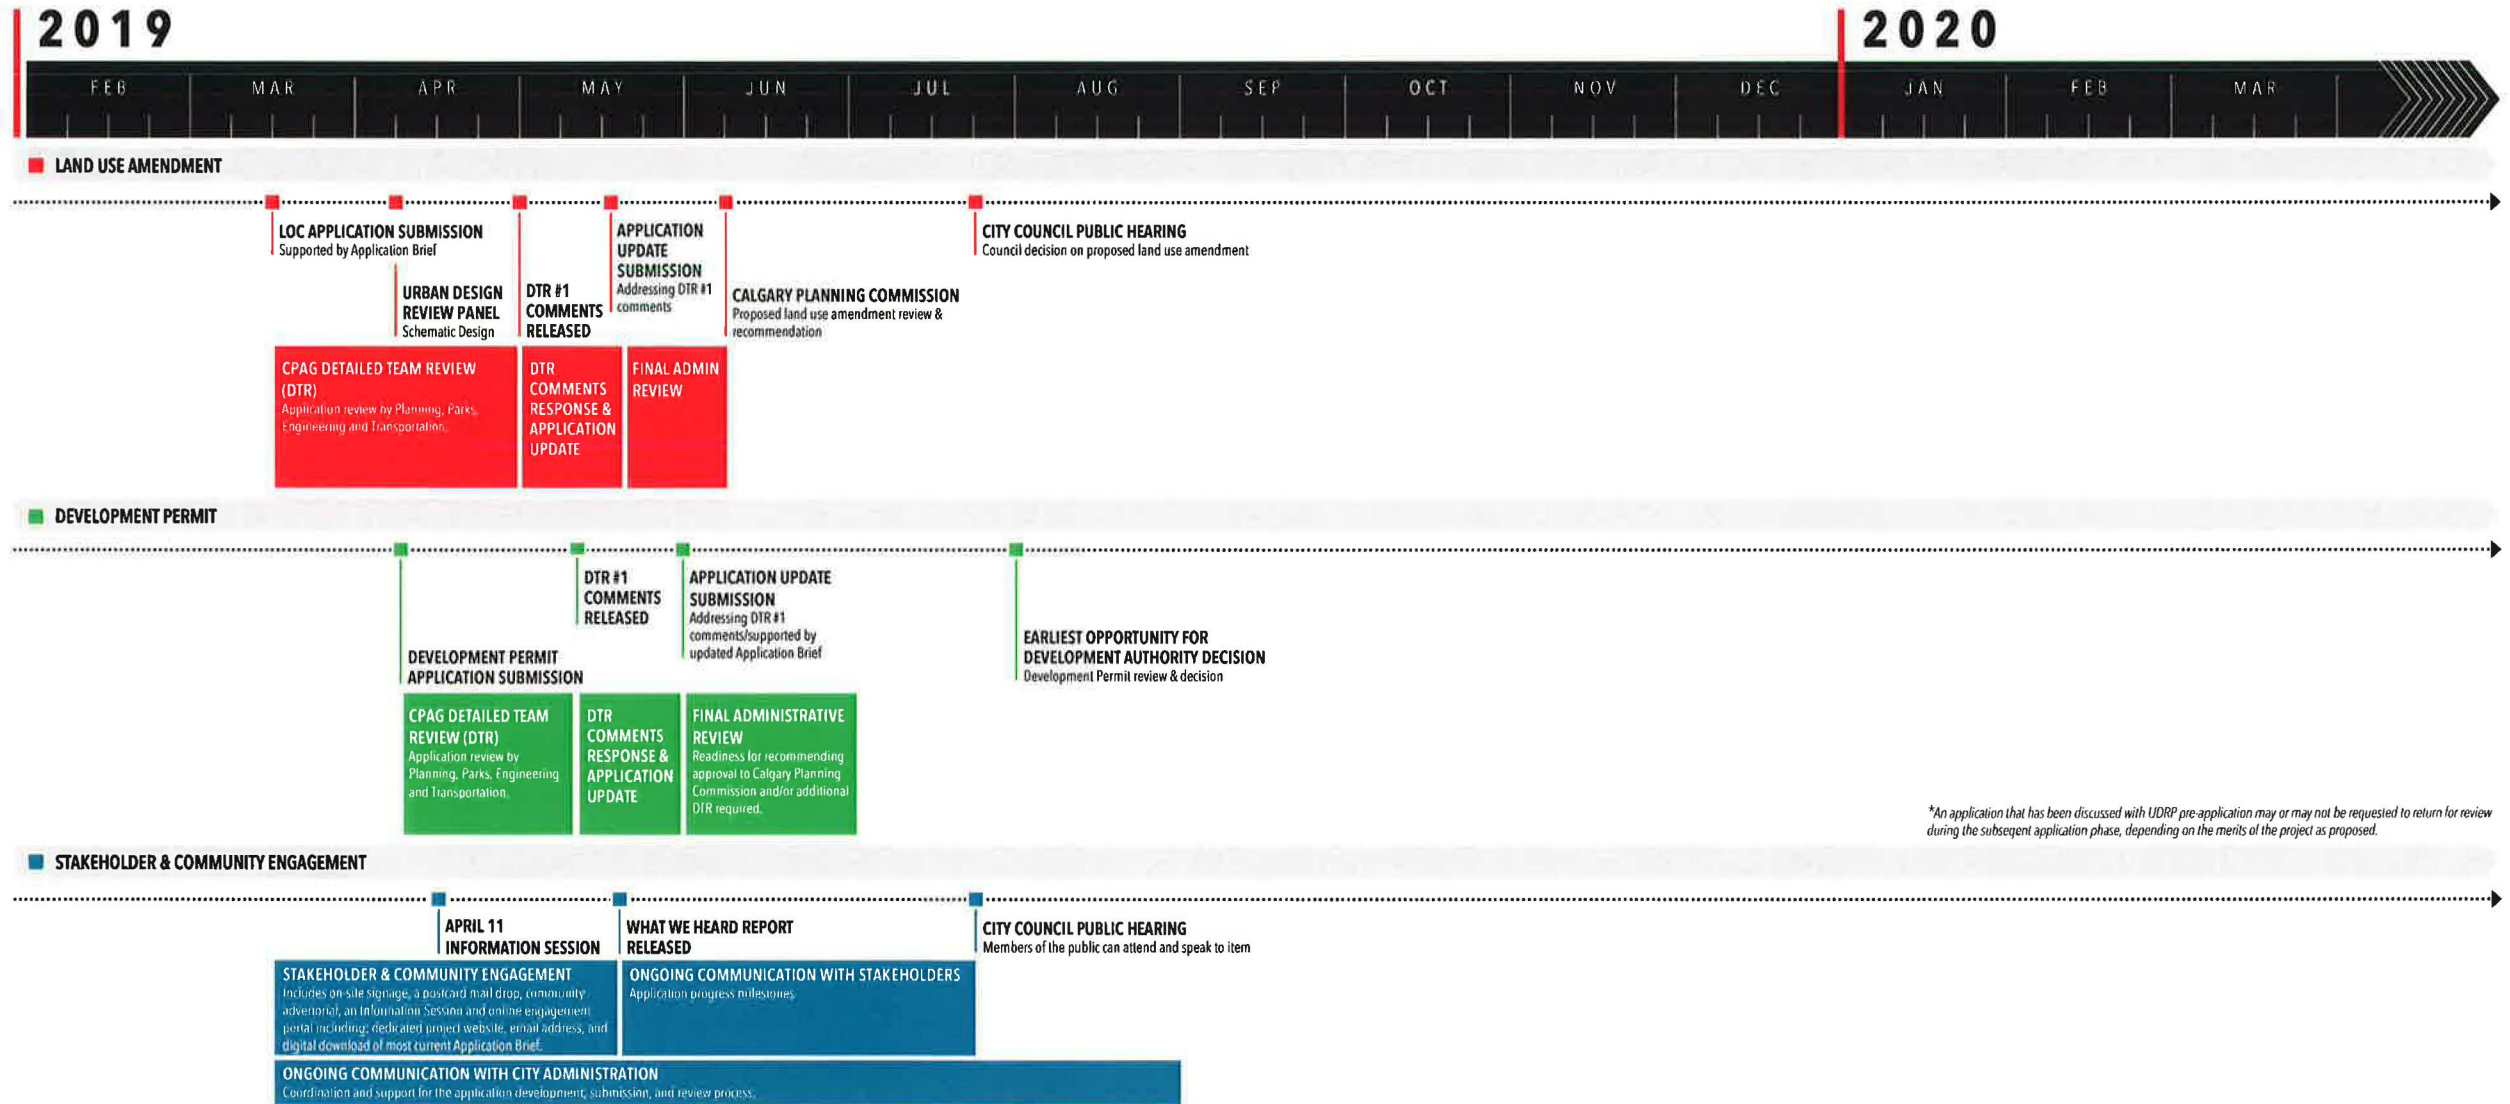 2019
2020
FEB MAR APR MAY JUN JUL AUG SEP OCT NOV DEC JAN FEB MAR
LAND USE AMENDMENT
LOC APPLICATION SUBMISSION
Supported by Application Brief
URBAN DESIGN
REVIEW PANEL
Schematic Design
DTR #1
COMMENTS
RELEASED
APPLICATION
UPDATE
SUBMISSION
Addressing DTR #1
comments
CALGARY PLANNING COMMISSION
Proposed land use amendment review &
recommendation
CITY COUNCIL PUBLIC HEARING
Council decision on proposed land use amendment
CPAG DETAILED TEAM REVIEW
(DTR)
Application review by Planning, Parks,
Engineering and Transportation.
DTR
COMMENTS
RESPONSE &
APPLICATION
UPDATE
FINAL ADMIN
REVIEW
DEVELOPMENT PERMIT
DEVELOPMENT PERMIT
APPLICATION SUBMISSION
DTR #1
COMMENTS
RELEASED
APPLICATION UPDATE
SUBMISSION
Addressing DTR #1
comments/supported by
updated Application Brief
EARLIEST OPPORTUNITY FOR
DEVELOPMENT AUTHORITY DECISION
Development Permit review & decision
CPAG DETAILED TEAM
REVIEW (DTR)
Application review by
Planning, Parks, Engineering
and Transportation.
DTR
COMMENTS
RESPONSE &
APPLICATION
UPDATE
FINAL ADMINISTRATIVE
REVIEW
Readiness for recommending
approval to Calgary Planning
Commission and/or additional
DTR required.
*An application that has been discussed with UDRP pre-application may or may not be requested to return for review
during the subseqent application phase, depending on the merits of the project as proposed.
STAKEHOLDER & COMMUNITY ENGAGEMENT
APRIL 11
INFORMATION SESSION
WHAT WE HEARD REPORT
RELEASED
CITY COUNCIL PUBLIC HEARING
Members of the public can attend and speak to item
STAKEHOLDER & COMMUNITY ENGAGEMENT
Includes on-site signage, a postcard mail drop, community
advertorial, an Information Session and online engagement
portal including; dedicated project website, email address, and
digital download of most current Application Brief.
ONGOING COMMUNICATION WITH STAKEHOLDERS
Application progress milestones
ONGOING COMMUNICATION WITH CITY ADMINISTRATION
Coordination and support for the application development, submission, and review process.